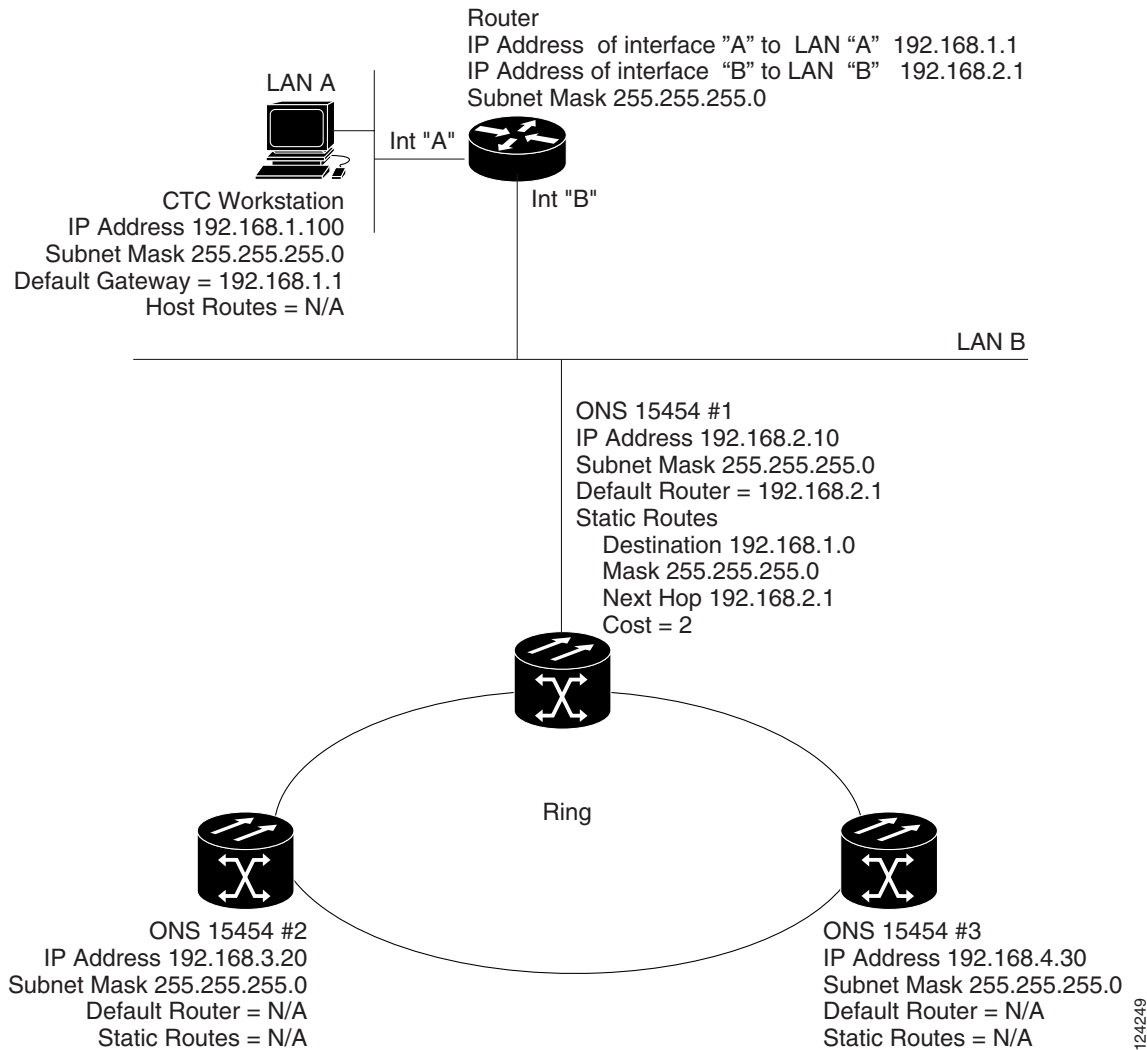 Router
IP Address of interface ”A” to LAN “A” 192.168.1.1
IP Address of interface “B” to LAN “B” 192.168.2.1
Subnet Mask 255.255.255.0
LAN A
Int "A"
Int "B"
CTC Workstation
IP Address 192.168.1.100
Subnet Mask 255.255.255.0
Default Gateway = 192.168.1.1
Host Routes = N/A
LAN B
ONS 15454 #1
IP Address 192.168.2.10
Subnet Mask 255.255.255.0
Default Router = 192.168.2.1
Static Routes
Destination 192.168.1.0
Mask 255.255.255.0
Next Hop 192.168.2.1
Cost = 2
Ring
ONS 15454 #2
IP Address 192.168.3.20
Subnet Mask 255.255.255.0
Default Router = N/A
Static Routes = N/A
ONS 15454 #3
IP Address 192.168.4.30
Subnet Mask 255.255.255.0
Default Router = N/A
Static Routes = N/A
124249